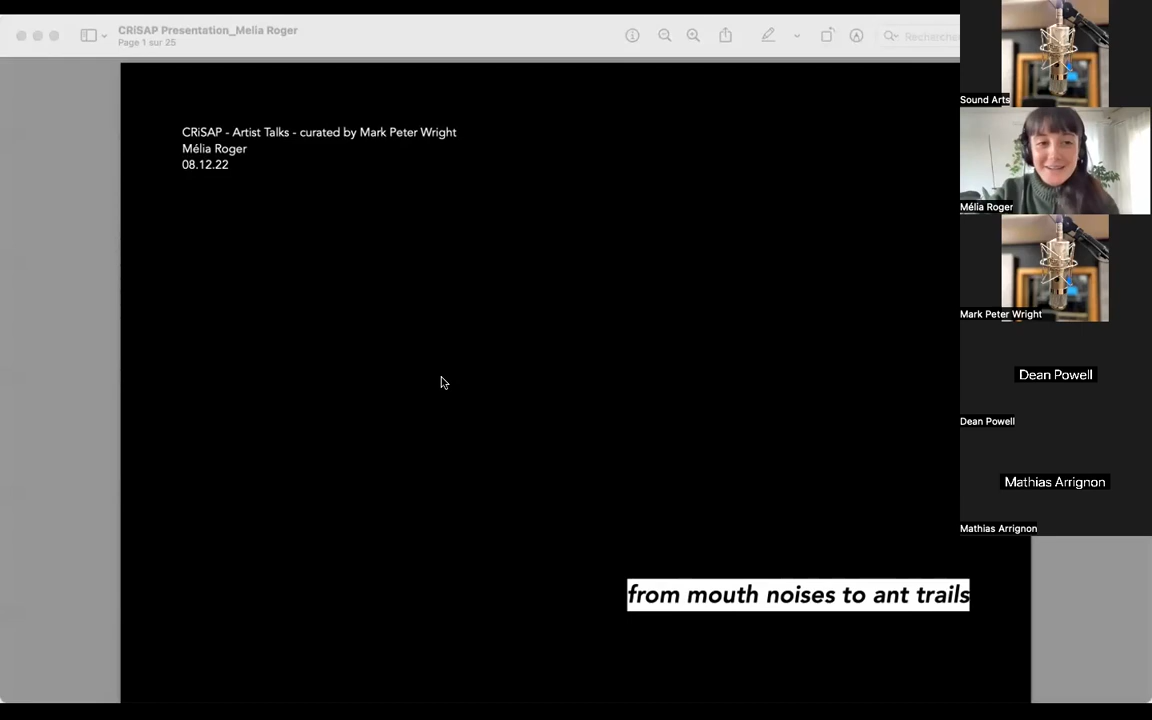 CRiSAP Presentation_Melia Roger
Page 1 sur 25
Recherche
CRiSAP - Artist Talks - curated by Mark Peter Wright
Mélia Roger
08.12.22
from mouth noises to ant trails
Sound Arts
Mélia Roger
Mark Peter Wright
Dean Powell
Dean Powell
Mathias Arrignon
Mathias Arrignon